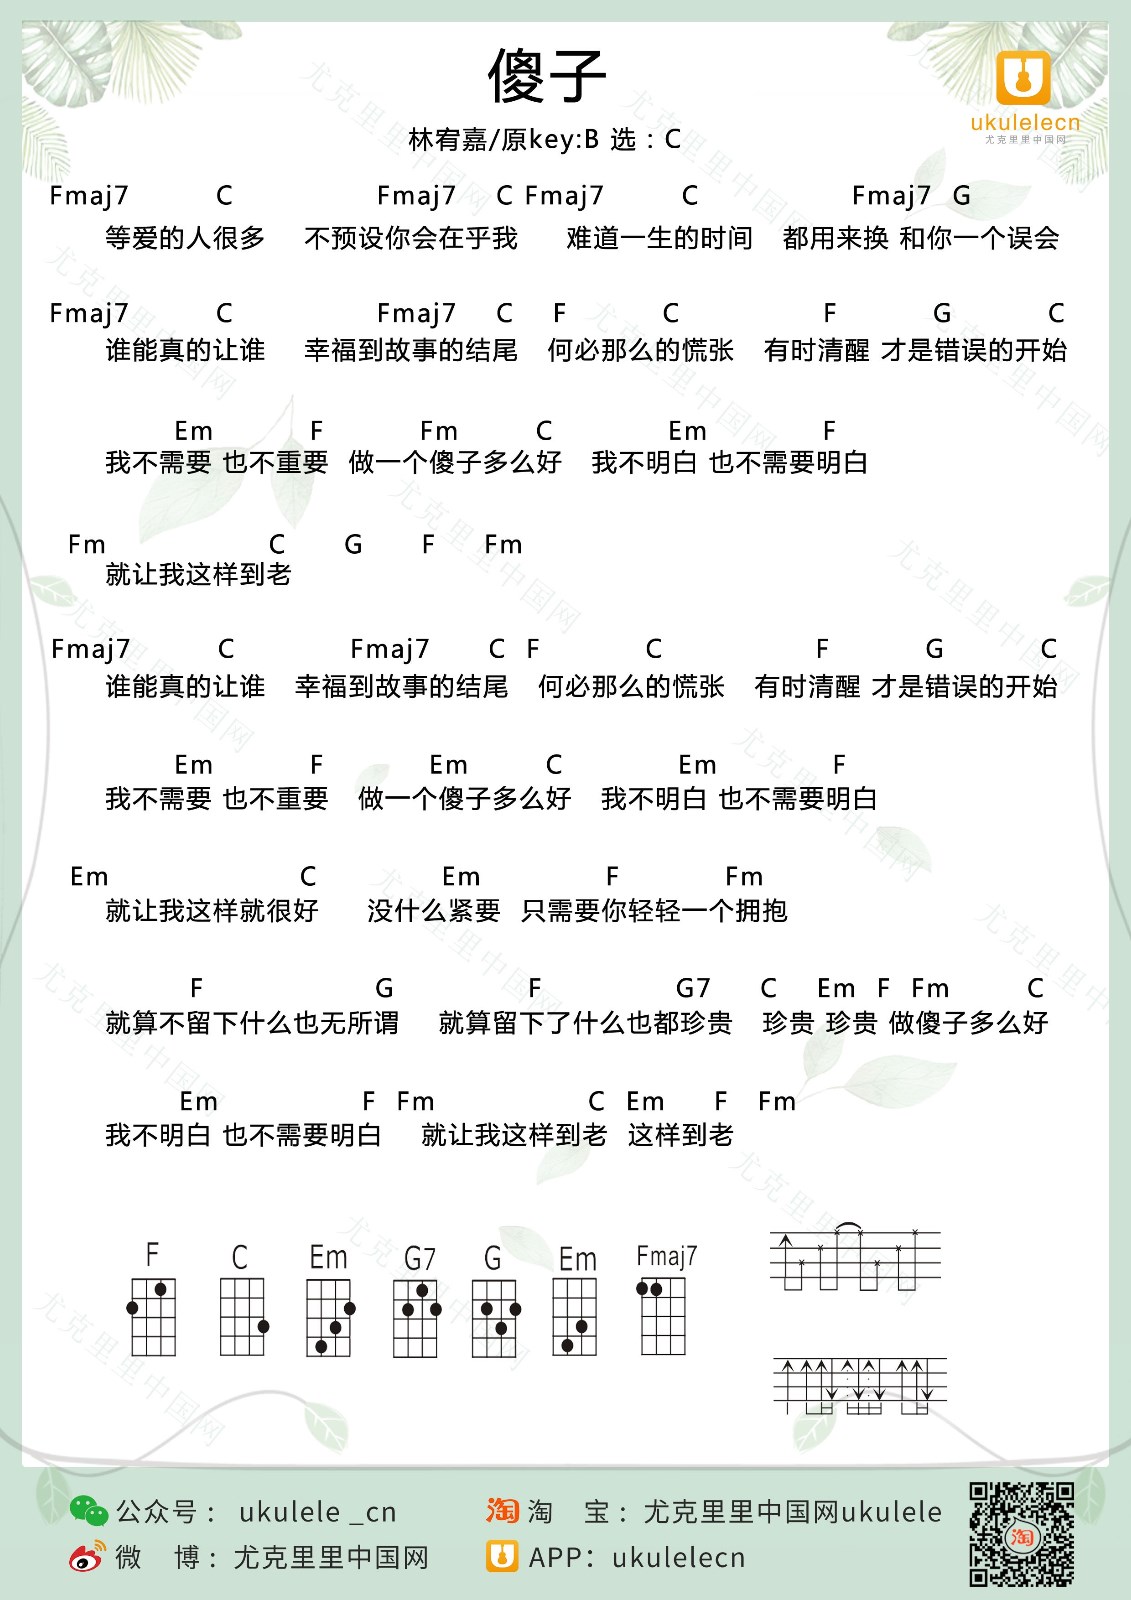 傻子
林宥嘉/原key:B 选：C
ukulelecn
尤克里里中国网
Fmaj7 C Fmaj7 C Fmaj7 C Fmaj7 G
等爱的人很多 不预设你会在乎我 难道一生的时间 都用来换 和你一个误会
Fmaj7 C Fmaj7 C F C F G C
谁能真的让谁 幸福到故事的结尾 何必那么的慌张 有时清醒 才是错误的开始
Em F Fm C Em F
我不需要 也不重要 做一个傻子多么好 我不明白 也不需要明白
Fm C G F Fm
就让我这样到老
Fmaj7 C Fmaj7 C F C F G C
谁能真的让谁 幸福到故事的结尾 何必那么的慌张 有时清醒 才是错误的开始
Em F Em C Em F
我不需要 也不重要 做一个傻子多么好 我不明白 也不需要明白
Em C Em F Fm
就让我这样就很好 没什么紧要 只需要你轻轻一个拥抱
F G F G7 C Em F Fm C
就算不留下什么也无所谓 就算留下了什么也都珍贵 珍贵 珍贵 做傻子多么好
Em F Fm C Em F Fm
我不明白 也不需要明白 就让我这样到老 这样到老
F C Em G7 G Em Fmaj7
公众号： ukulele _cn 淘 淘 宝：尤克里里中国网ukulele
微 博：尤克里里中国网 APP：ukulelecn
淘